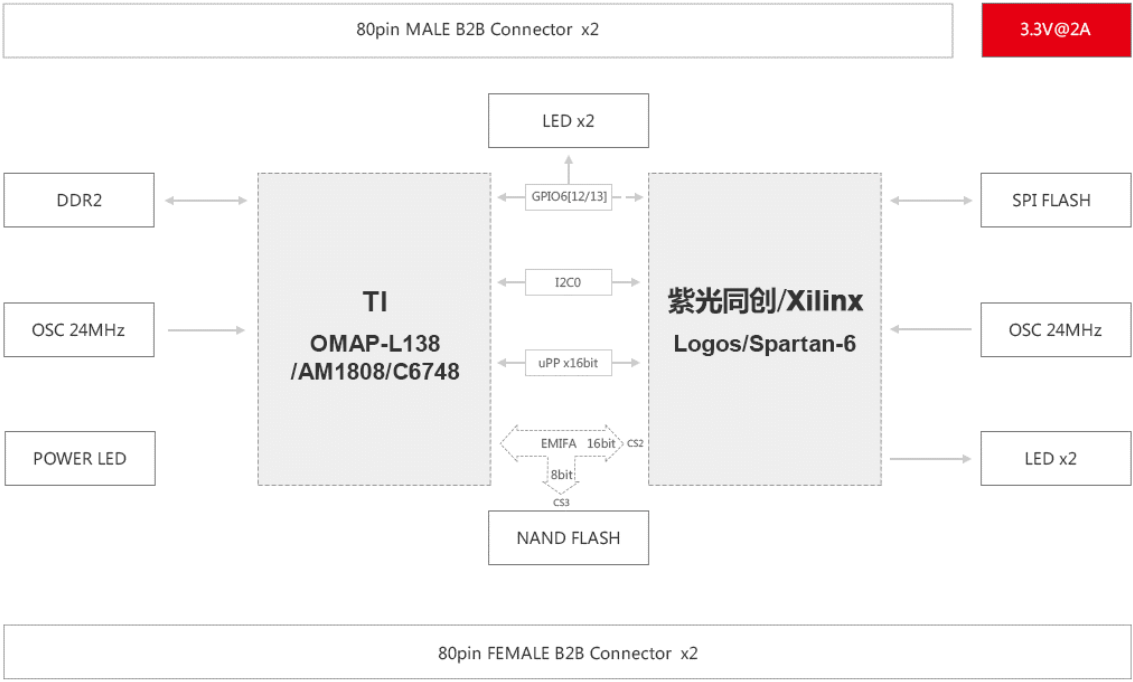 80pin MALE B2B Connector x2
3.3V@2A
LED x2
DDR2
GPIO6[12/13]
SPI FLASH
I2C0
TI
OMAP-L138
/AM1808/C6748
紫光同创/Xilinx
Logos/Spartan-6
OSC 24MHz
OSC 24MHz
uPP x16bit
EMIFA 16bit
CS2
8bit
CS3
POWER LED
LED x2
NAND FLASH
80pin FEMALE B2B Connector x2